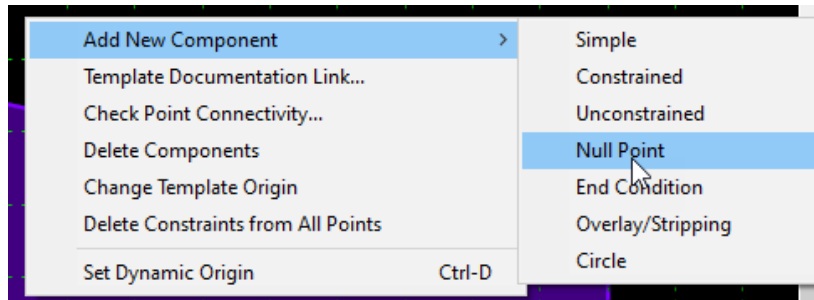 Add New Component >
Template Documentation Link...
Check Point Connectivity...
Delete Components
Change Template Origin
Delete Constraints from All Points
Set Dynamic Origin Ctrl-D
Simple
Constrained
Unconstrained
Null Point
End Condition
Overlay/Stripping
Circle